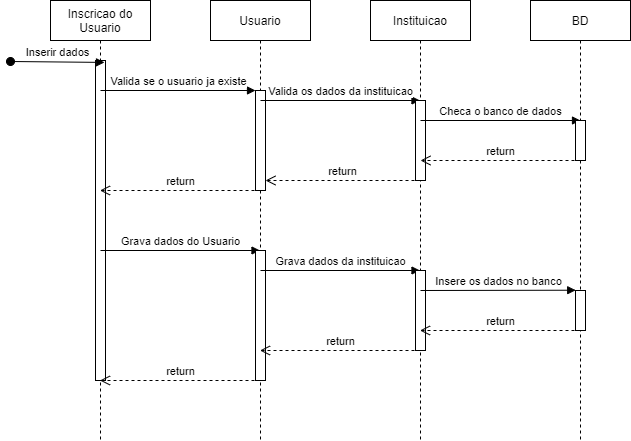 Inscricao do
Usuario
Usuario
Instituicao
BD
Inserir dados
Valida se o usuario ja existe
Valida os dados da instituicao
Checa o banco de dados
return
return
return
Grava dados do Usuario
Grava dados da instituicao
Insere os dados no banco
return
return
return